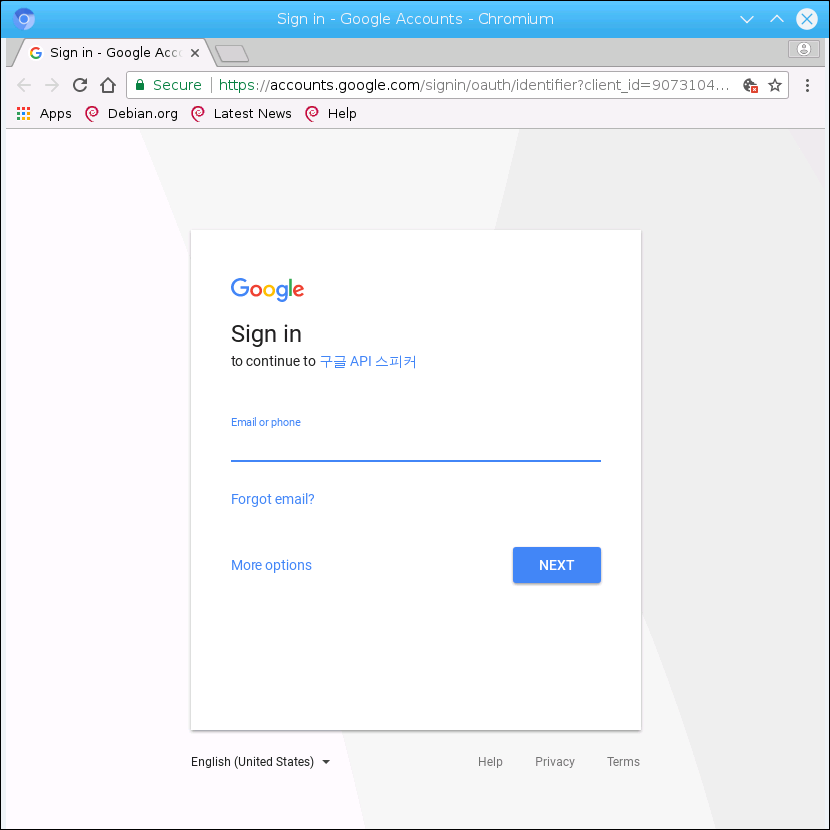 Sign in - Google Accounts - Chromium
Sign in - Google Acc
Secure https://accounts.google.com/signin/oauth/identifier?client_id=9073104...
Apps Debian.org Latest News Help
Google
Sign in
to continue to 구글 API 스피커
Email or phone
Forgot email?
More options NEXT
English (United States) Help Privacy Terms